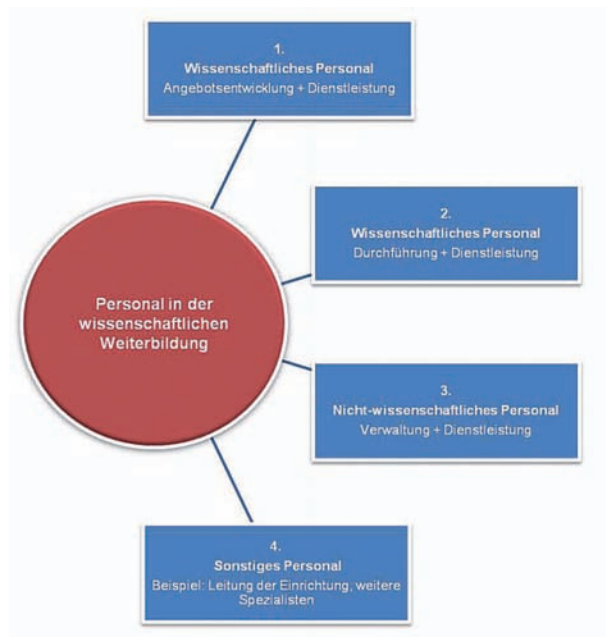 1.
Wissenschaftliches Personal
Angebotsentwicklung + Dienstleistung
2.
Wissenschaftliches Personal
Durchführung + Dienstleistung
Personal in der
wissenschaftlichen
Weiterbildung
3.
Nicht-wissenschaftliches Personal
Verwaltung + Dienstleistung
4.
Sonstiges Personal
Beispiel: Leitung der Einrichtung, weitere
Spezialisten